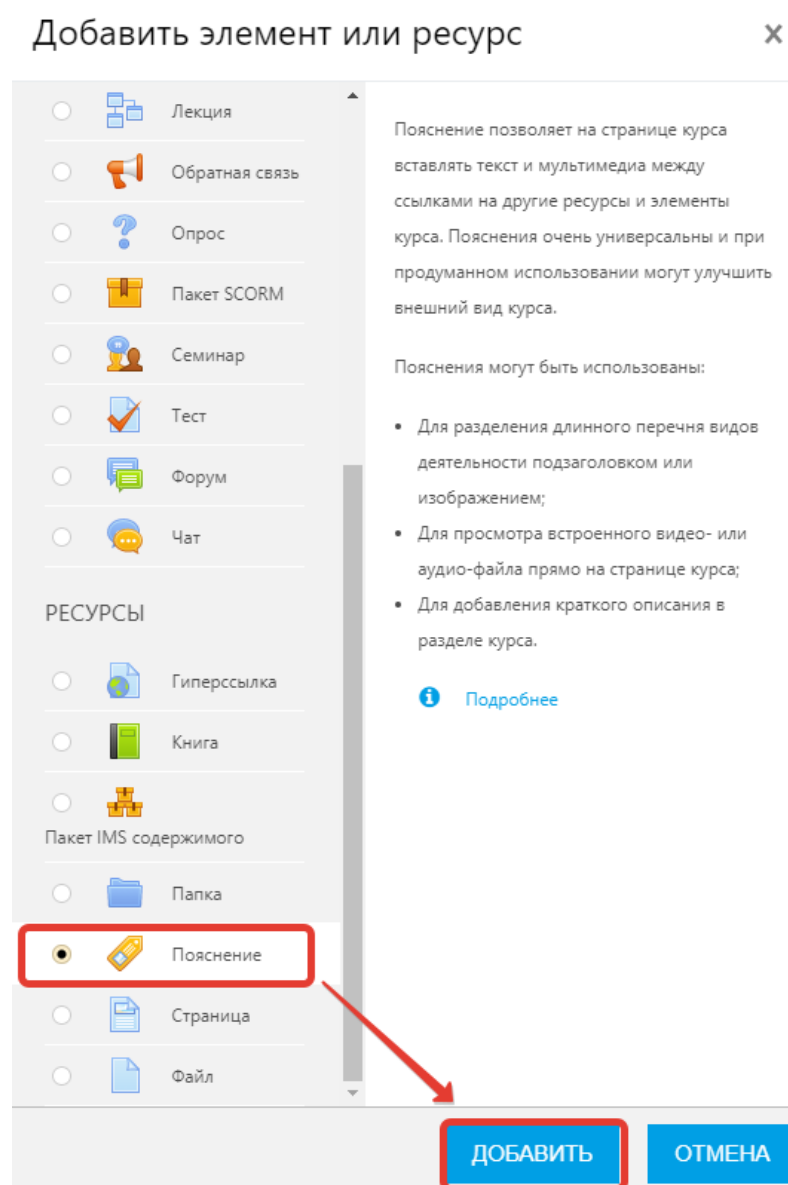 Добавить элемент или ресурс
Лекция
Обратная связь
Опрос
Пакет SCORM
Семинар
Тест
Форум
Чат
РЕСУРСЫ
Гиперссылка
Книга
Пакет IMS содержимого
Папка
Пояснение
Страница
Файл
Пояснение позволяет на странице курса
вставлять текст и мультимедиа между
ссылками на другие ресурсы и элементы
курса. Пояснения очень универсальны и при
продуманном использовании могут улучшить
внешний вид курса.
Пояснения могут быть использованы:
• Для разделения длинного перечня видов
деятельности подзаголовком или
изображением;
• Для просмотра встроенного видео- или
аудио-файла прямо на странице курса;
• Для добавления краткого описания в
разделе курса.
Подробнее
ДОБАВИТЬ
ОТМЕНА